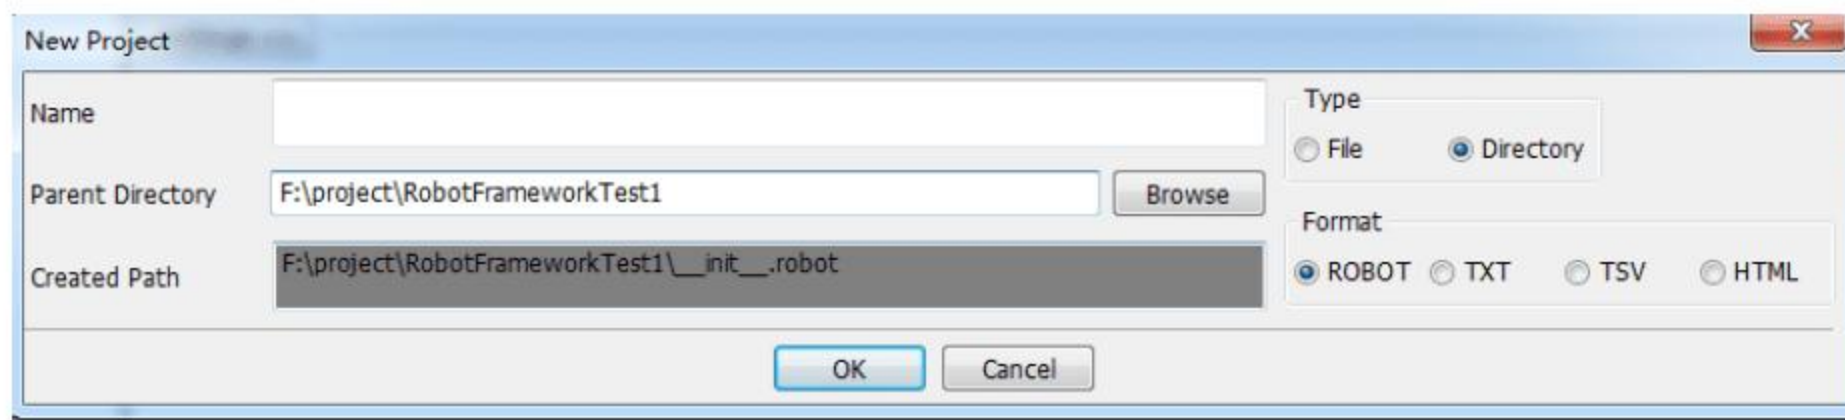 New Project
Name
Type
File Directory
Parent Directory F:\project\RobotFrameworkTest1 Browse
Format
Created Path F:\project\RobotFrameworkTest1\__init__.robot
ROBOT TXT TSV HTML
OK Cancel